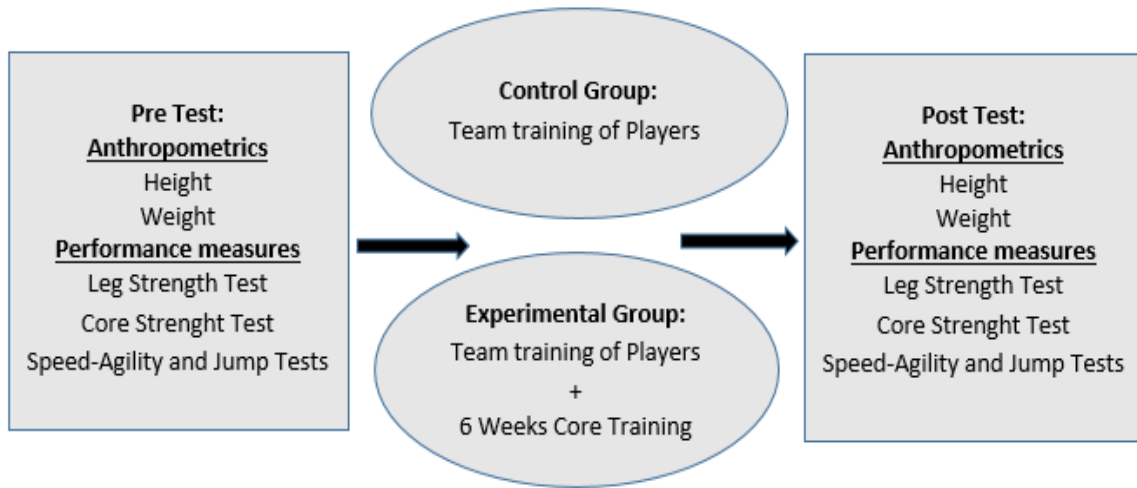 Pre Test:
Anthropometrics
Height
Weight
Performance measures
Leg Strength Test
Core Strenght Test
Speed-Agility and Jump Tests
Control Group:
Team training of Players
Experimental Group:
Team training of Players
+
6 Weeks Core Training
Post Test:
Anthropometrics
Height
Weight
Performance measures
Leg Strength Test
Core Strenght Test
Speed-Agility and Jump Tests